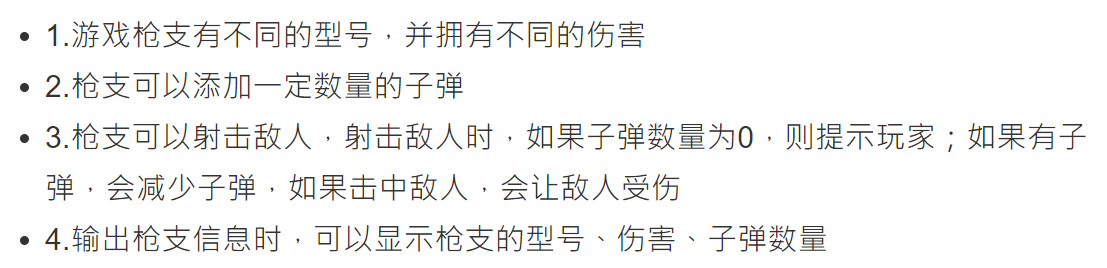 • 1.游戏枪支有不同的型号，并拥有不同的伤害
• 2.枪支可以添加一定数量的子弹
• 3.枪支可以射击敌人，射击敌人时，如果子弹数量为0，则提示玩家；如果有子
弹，会减少子弹，如果击中敌人，会让敌人受伤
• 4.输出枪支信息时，可以显示枪支的型号、伤害、子弹数量